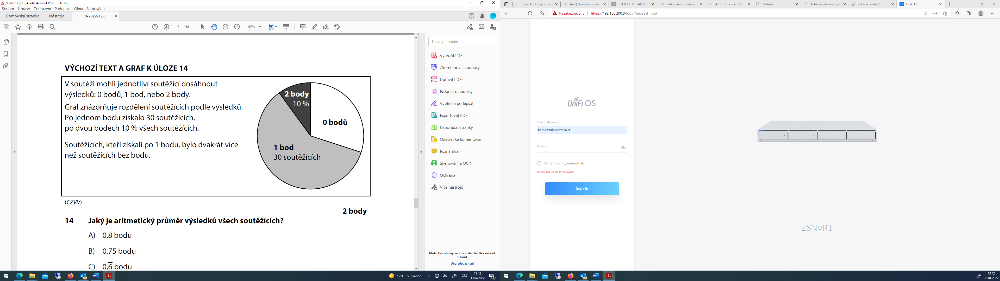 9-2022-1.pdf - Adobe Acrobat Pro DC (32-bit)
Soubor Úpravy Zobrazení Podepsat Okna Nápověda
Domovská stránka Nástroje 9-2022-1.pdf
8 / 10 167%
VÝCHOZÍ TEXT A GRAF K ÚLOZE 14
V soutěži mohli jednotliví soutěžící dosáhnout
výsledků: 0 bodů, 1 bod, nebo 2 body.
Graf znázorňuje rozdělení soutěžících podle výsledků.
Po jednom bodu získalo 30 soutěžících,
po dvou bodech 10 % všech soutěžících.
Soutěžících, kteří získali po 1 bodu, bylo dvakrát více
než soutěžících bez bodu.
2 body
10 %
0 bodů
1 bod
30 soutěžících
(CZVV)
2 body
14 Jaký je aritmetický průměr výsledků všech soutěžících?
A) 0,8 bodu
B) 0,75 bodu
C) 0,6̅ bodu
Nástroje hledání
Vytvořit PDF
Zkombinovat soubory
Upravit PDF
Požádat o podpisy
Vyplnit a podepsat
Exportovat PDF
Uspořádat stránky
Odeslat ke komentování
Poznámka
Skenování a OCR
Ochrana
Více nástrojů
Máte bezplatný účet ve službě Document
Cloud
Upgradovat nyní
17°C Slunečno CES 13:42
13.04.2022
4
Scratch - Imagine, Pro (475) Doručené – Sezn TOUR OF THE ALPS Přihlášení do systému (473) Doručené – Sezn Matrika Aktuální informace pr edge://newtab/ UniFi OS
Nezabezpečeno https://192.168.200.8/login?redirect=%2F
UniFi OS
Email or Username
holy@zsodolenavoda.cz
Password
Remember my credentials
Invalid username or password
Sign In
ZSNVR1
13:42
13.04.2022